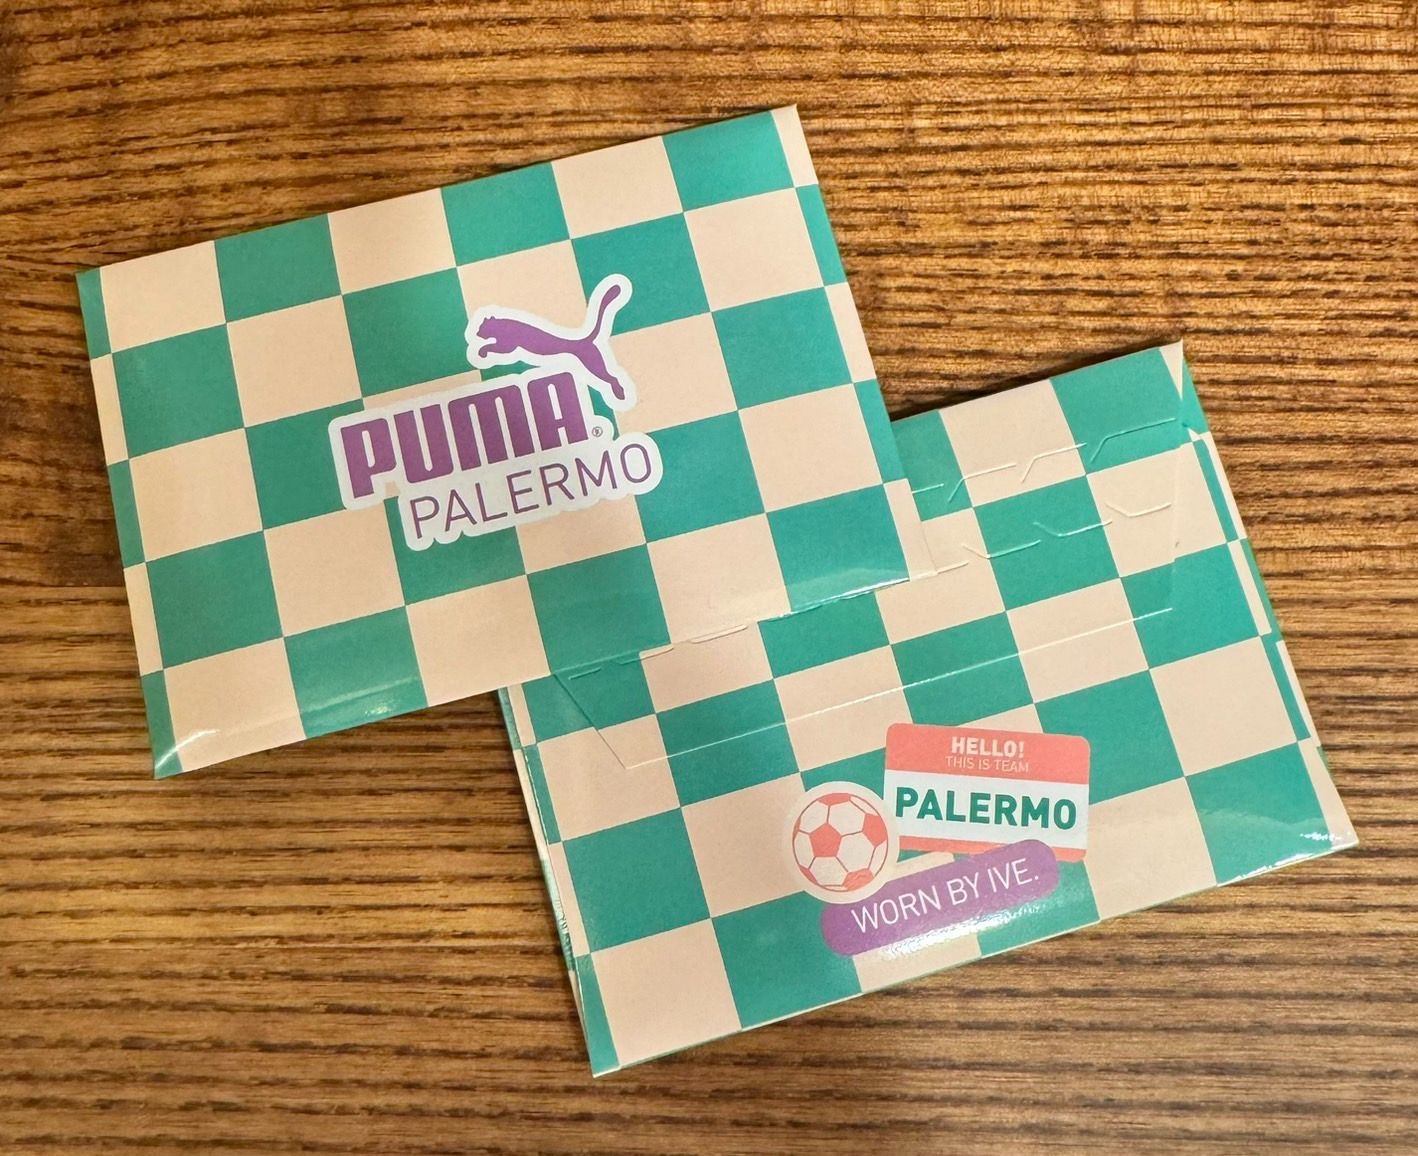 PUMA®
PALERMO
HELLO!
THIS IS TEAM
PALERMO
WORN BY IVE.